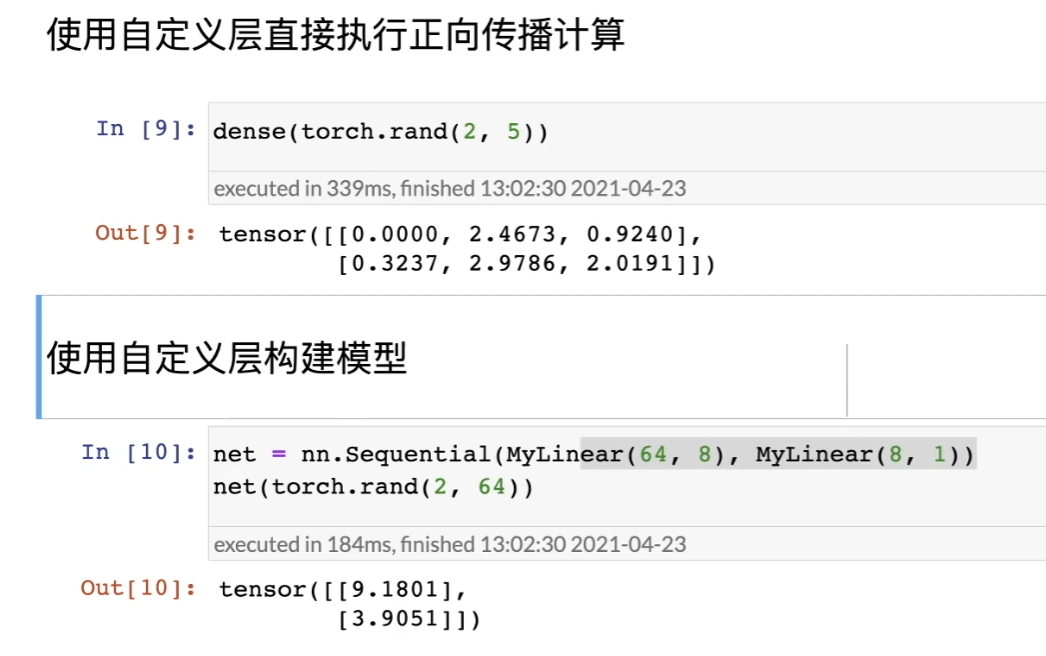 使用自定义层直接执行正向传播计算
In [9]: dense(torch.rand(2, 5))
executed in 339ms, finished 13:02:30 2021-04-23
Out[9]: tensor([[0.0000, 2.4673, 0.9240],
[0.3237, 2.9786, 2.0191]])
使用自定义层构建模型
In [10]: net = nn.Sequential(MyLinear(64, 8), MyLinear(8, 1))
net(torch.rand(2, 64))
executed in 184ms, finished 13:02:30 2021-04-23
Out[10]: tensor([[9.1801],
[3.9051]])